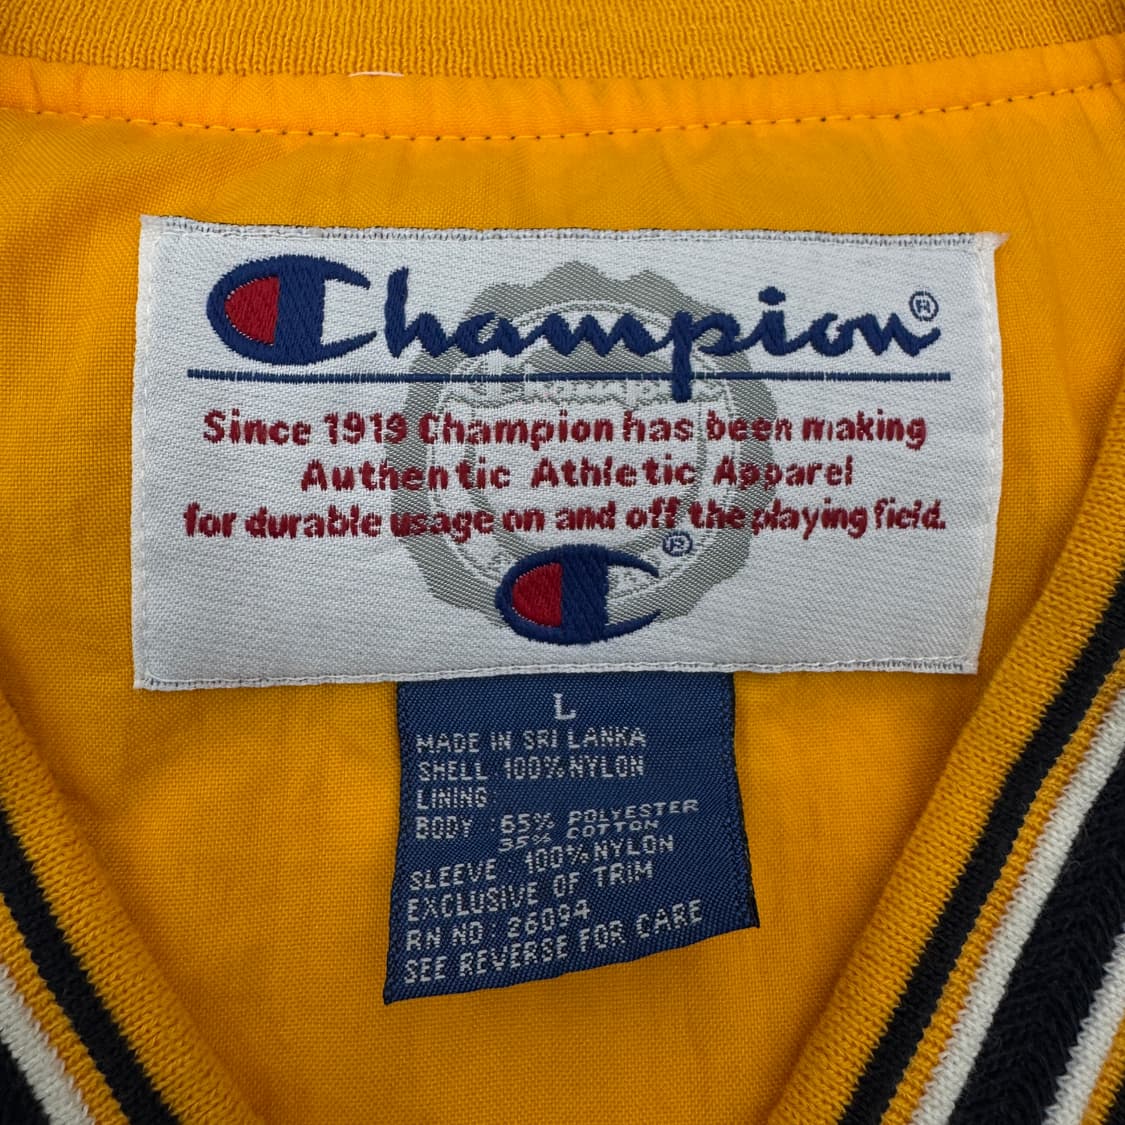 Champion®
Since 1919 Champion has been making
Authentic Athletic Apparel
for durable usage on and off the playing field.
®
L
MADE IN SRI LANKA
SHELL 100% NYLON
LINING:
BODY : 65% POLYESTER
35% COTTON
SLEEVE : 100% NYLON
EXCLUSIVE OF TRIM
RN NO: 26094
SEE REVERSE FOR CARE